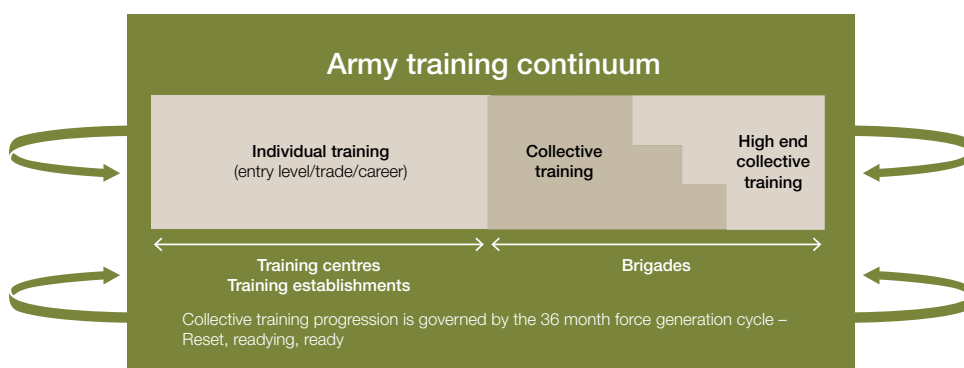 Army training continuum
Individual training
(entry level/trade/career)
Collective
training
High end
collective
training
Training centres
Training establishments
Brigades
Collective training progression is governed by the 36 month force generation cycle –
Reset, readying, ready